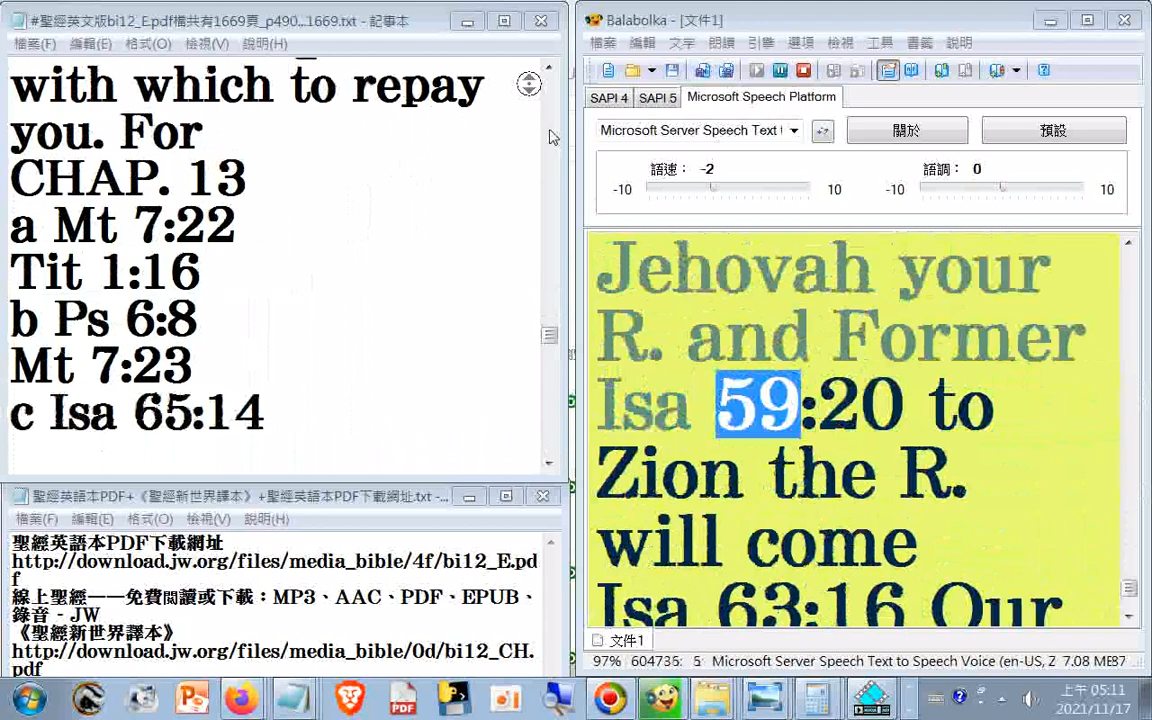 #聖經英文版bi12_E.pdf檔共有1669頁_p490...1669.txt - 記事本
檔案(F) 編輯(E) 格式(O) 檢視(V) 說明(H)
with which to repay
you. For
CHAP. 13
a Mt 7:22
Tit 1:16
b Ps 6:8
Mt 7:23
c Isa 65:14
聖經英語本PDF+《聖經新世界譯本》+聖經英語本PDF下載網址.txt -...
檔案(F) 編輯(E) 格式(O) 檢視(V) 說明(H)
聖經英語本PDF下載網址
http://download.jw.org/files/media_bible/4f/bi12_E.pd
f
線上聖經——免費閱讀或下載：MP3、AAC、PDF、EPUB、
錄音 - JW
《聖經新世界譯本》
http://download.jw.org/files/media_bible/0d/bi12_CH.
pdf
Balabolka - [文件1]
檔案 編輯 文字 朗讀 引擎 選項 檢視 工具 書籤 說明
SAPI 4 SAPI 5 Microsoft Speech Platform
Microsoft Server Speech Text 關於 預設
語速： -2 語調： 0
-10 10 -10 10
Jehovah your
R. and Former
Isa 59:20 to
Zion the R.
will come
Isa 63:16 Our
文件1
97% 604735: 5 Microsoft Server Speech Text to Speech Voice (en-US, Z 7.08 MB
上午 05:11
2021/11/17